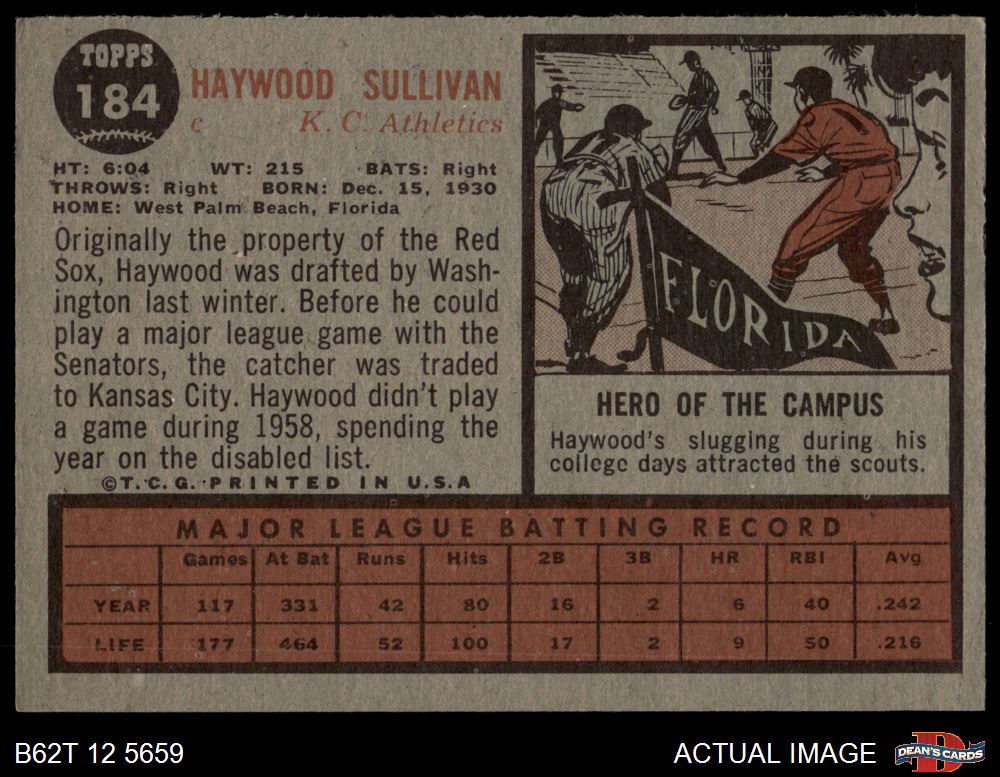 TOPPS
184
HAYWOOD SULLIVAN
C K. C. Athletics
HT: 6:04 WT: 215 BATS: Right
THROWS: Right BORN: Dec. 15, 1930
HOME: West Palm Beach, Florida
Originally the property of the Red
Sox, Haywood was drafted by Wash-
ington last winter. Before he could
play a major league game with the
Senators, the catcher was traded
to Kansas City. Haywood didn't play
a game during 1958, spending the
year on the disabled list.
©T.C.G. PRINTED IN U.S.A
FLORIDA
HERO OF THE CAMPUS
Haywood's slugging during his
college days attracted the scouts.
MAJOR LEAGUE BATTING RECORD
Games At Bat Runs Hits 2B 3B HR RBI Avg
YEAR 117 331 42 80 16 2 6 40 .242
LIFE 177 464 52 100 17 2 9 50 .216
B62T 12 5659
ACTUAL IMAGE
D
DEAN'S CARDS